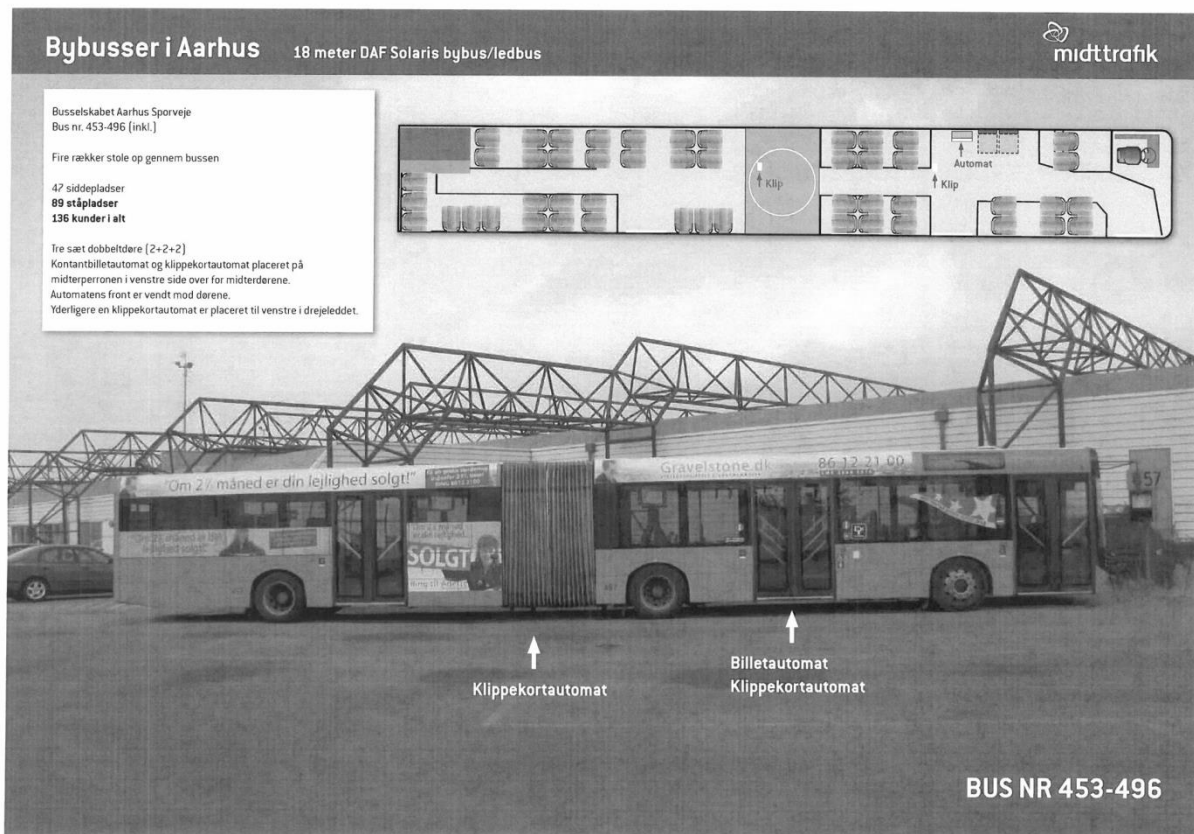 Bybusser i Aarhus
18 meter DAF Solaris bybus/ledbus
midttrafik
Busselskabet Aarhus Sporveje
Bus nr. 453-496 (inkl.)
Fire rækker stole op gennem bussen
47 siddepladser
89 ståpladser
136 kunder i alt
Tre sæt dobbeltdøre (2+2+2)
Kontantbilletautomat og klippekortautomat placeret på
midterperronen i venstre side over for midterdørene.
Automatens front er vendt mod dørene.
Yderligere en klippekortautomat er placeret til venstre i drejeleddet.
Automat
Klip
Klip
"Om 2½ måned er din lejlighed solgt!"
Gravelstone.dk
86 12 21 00
57
SOLGT
Klippekortautomat
Billetautomat
Klippekortautomat
BUS NR 453-496